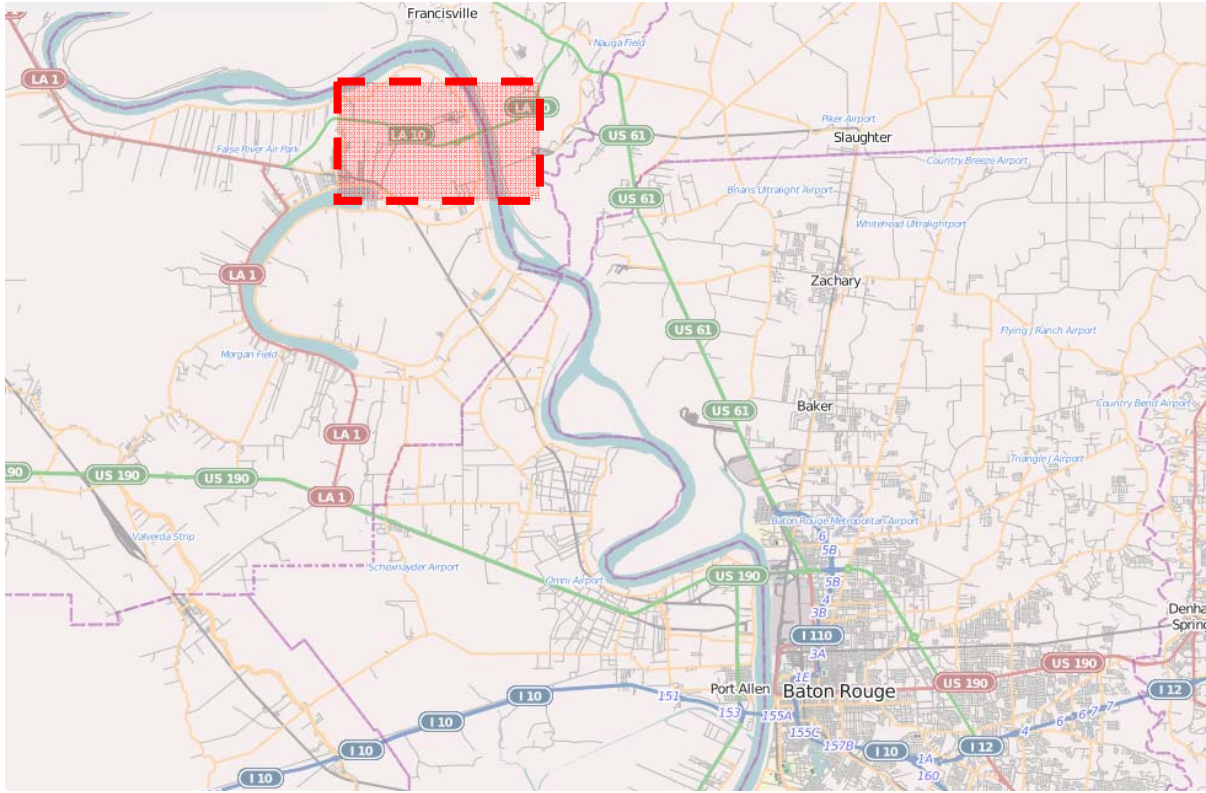 Francisville
Nauga Field
LA 1
LA 10
LA 10
US 61
Piker Airport
Slaughter
False River Air Park
Country Breeze Airport
US 61
Brians Ultralight Airport
Whitehead Ultralightport
LA 1
Zachary
US 61
Flying J Ranch Airport
Morgan Field
US 61
Baker
Country Bend Airport
LA 1
Triangle J Airport
190
US 190
US 190
LA 1
Baton Rouge Metropolitan Airport
6
5B
Valverda Strip
Schexnayder Airport
Omni Airport
US 190
5B
4
3B
Denha
Spring
I 110
3A
US 190
1E
Port Allen
Baton Rouge
I 12
I 10
151
153
155A
I 10
155C
4
6
6
7
7
157B
I 10
I 12
I 10
1A
160
I 10